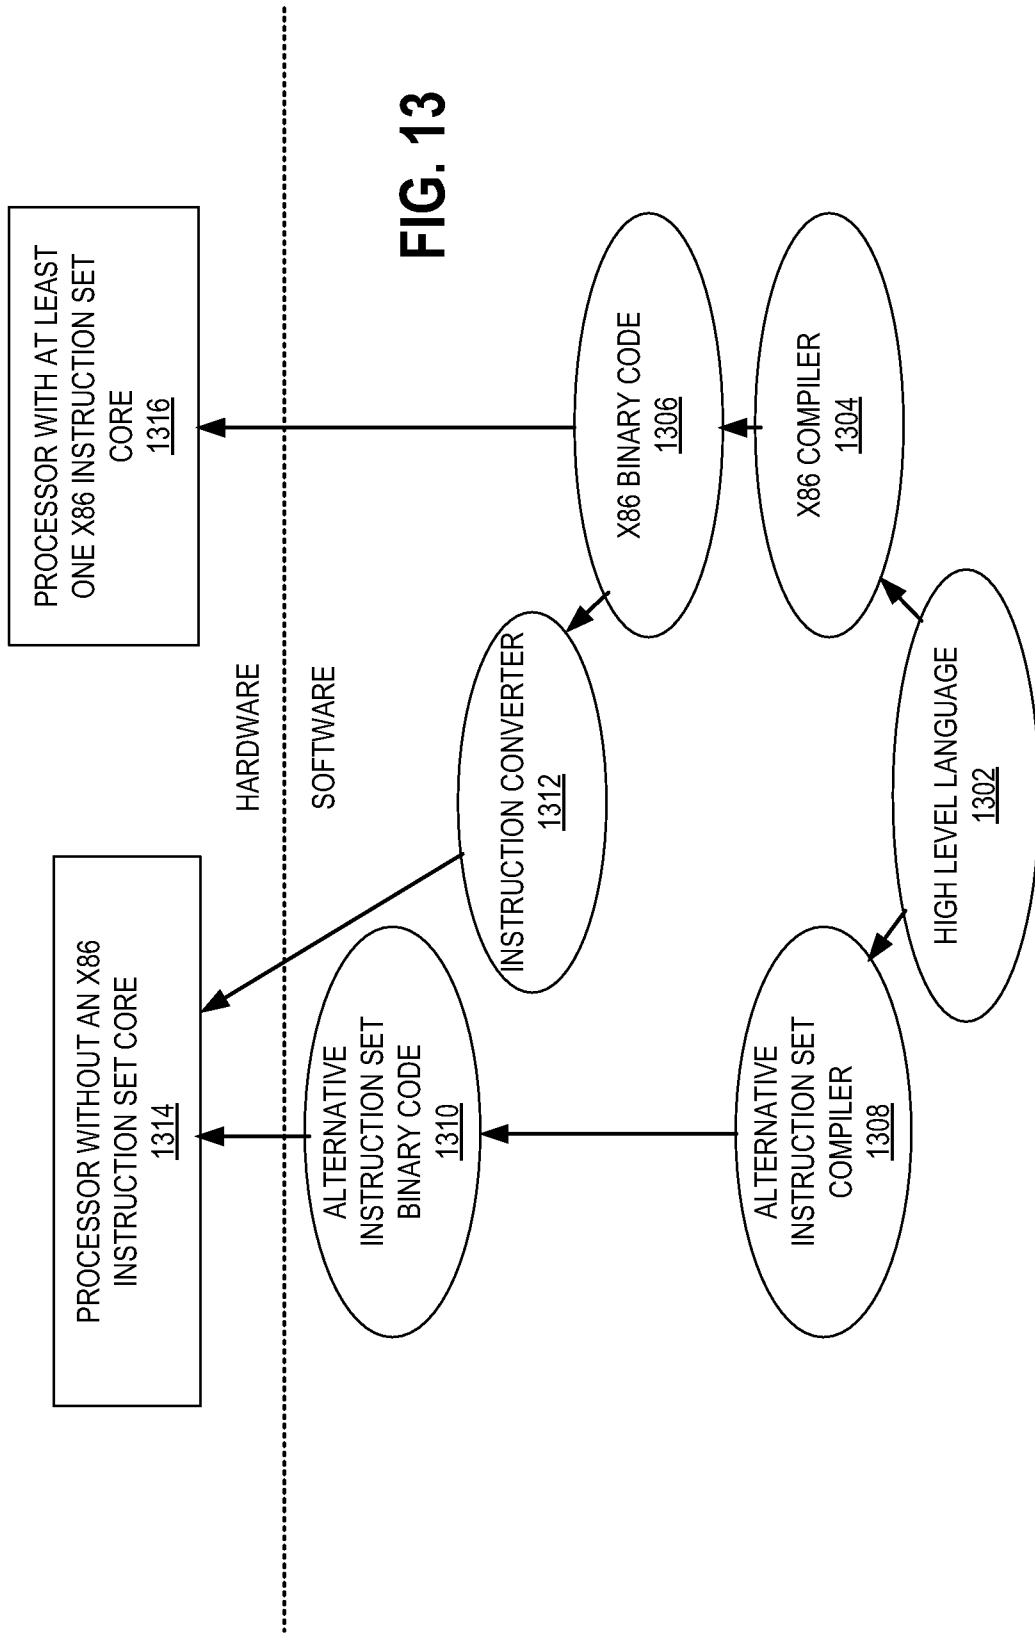 PROCESSOR WITHOUT AN X86
INSTRUCTION SET CORE
1314
PROCESSOR WITH AT LEAST
ONE X86 INSTRUCTION SET
CORE
1316
HARDWARE
SOFTWARE
ALTERNATIVE
INSTRUCTION SET
BINARY CODE
1310
INSTRUCTION CONVERTER
1312
X86 BINARY CODE
1306
ALTERNATIVE
INSTRUCTION SET
COMPILER
1308
X86 COMPILER
1304
HIGH LEVEL LANGUAGE
1302
FIG. 13